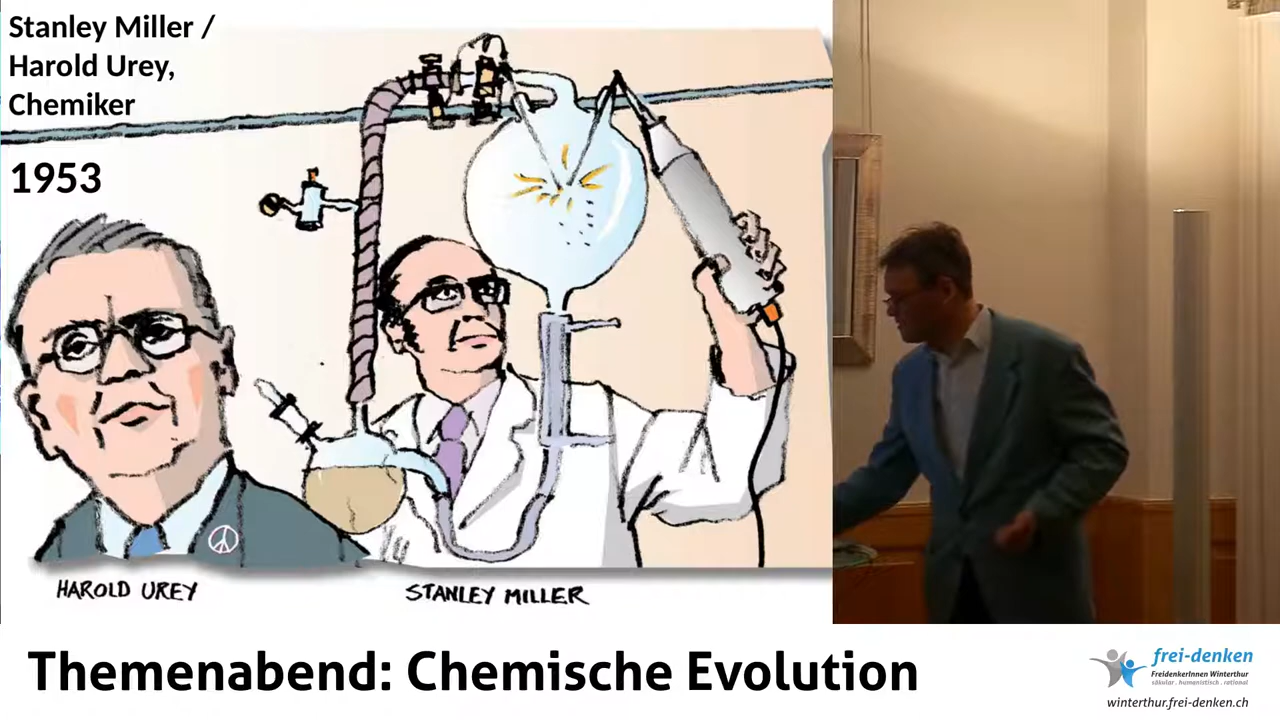 Stanley Miller /
Harold Urey,
Chemiker
1953
HAROLD UREY
STANLEY MILLER
Themenabend: Chemische Evolution
frei-denken
FreidenkerInnen Winterthur
säkular . humanistisch . rational
winterthur.frei-denken.ch